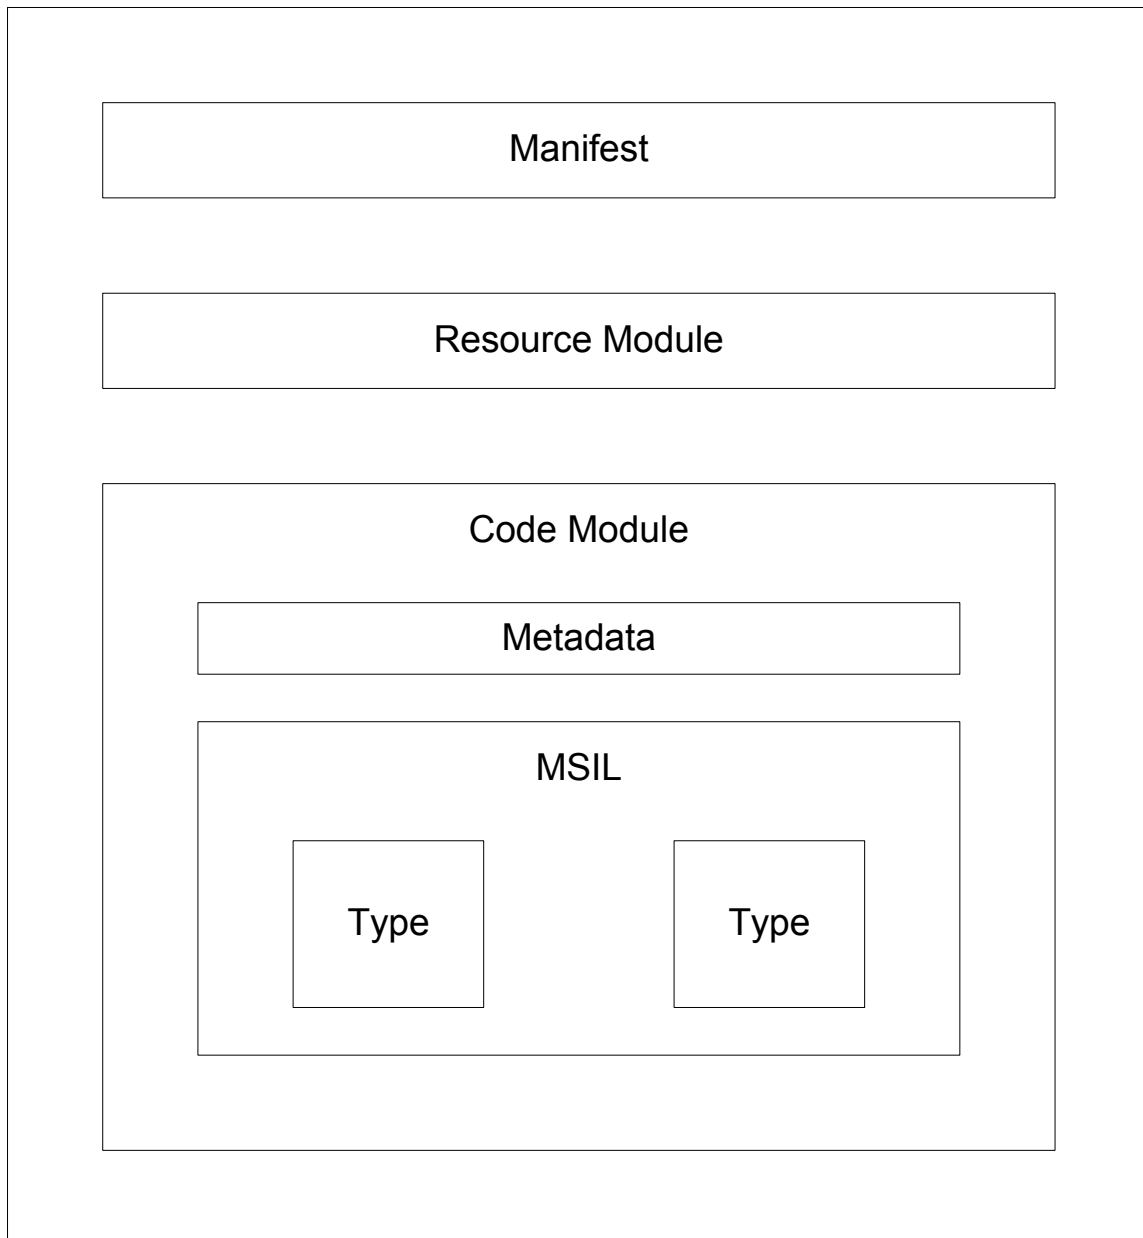 Manifest
Resource Module
Code Module
Metadata
MSIL
Type
Type